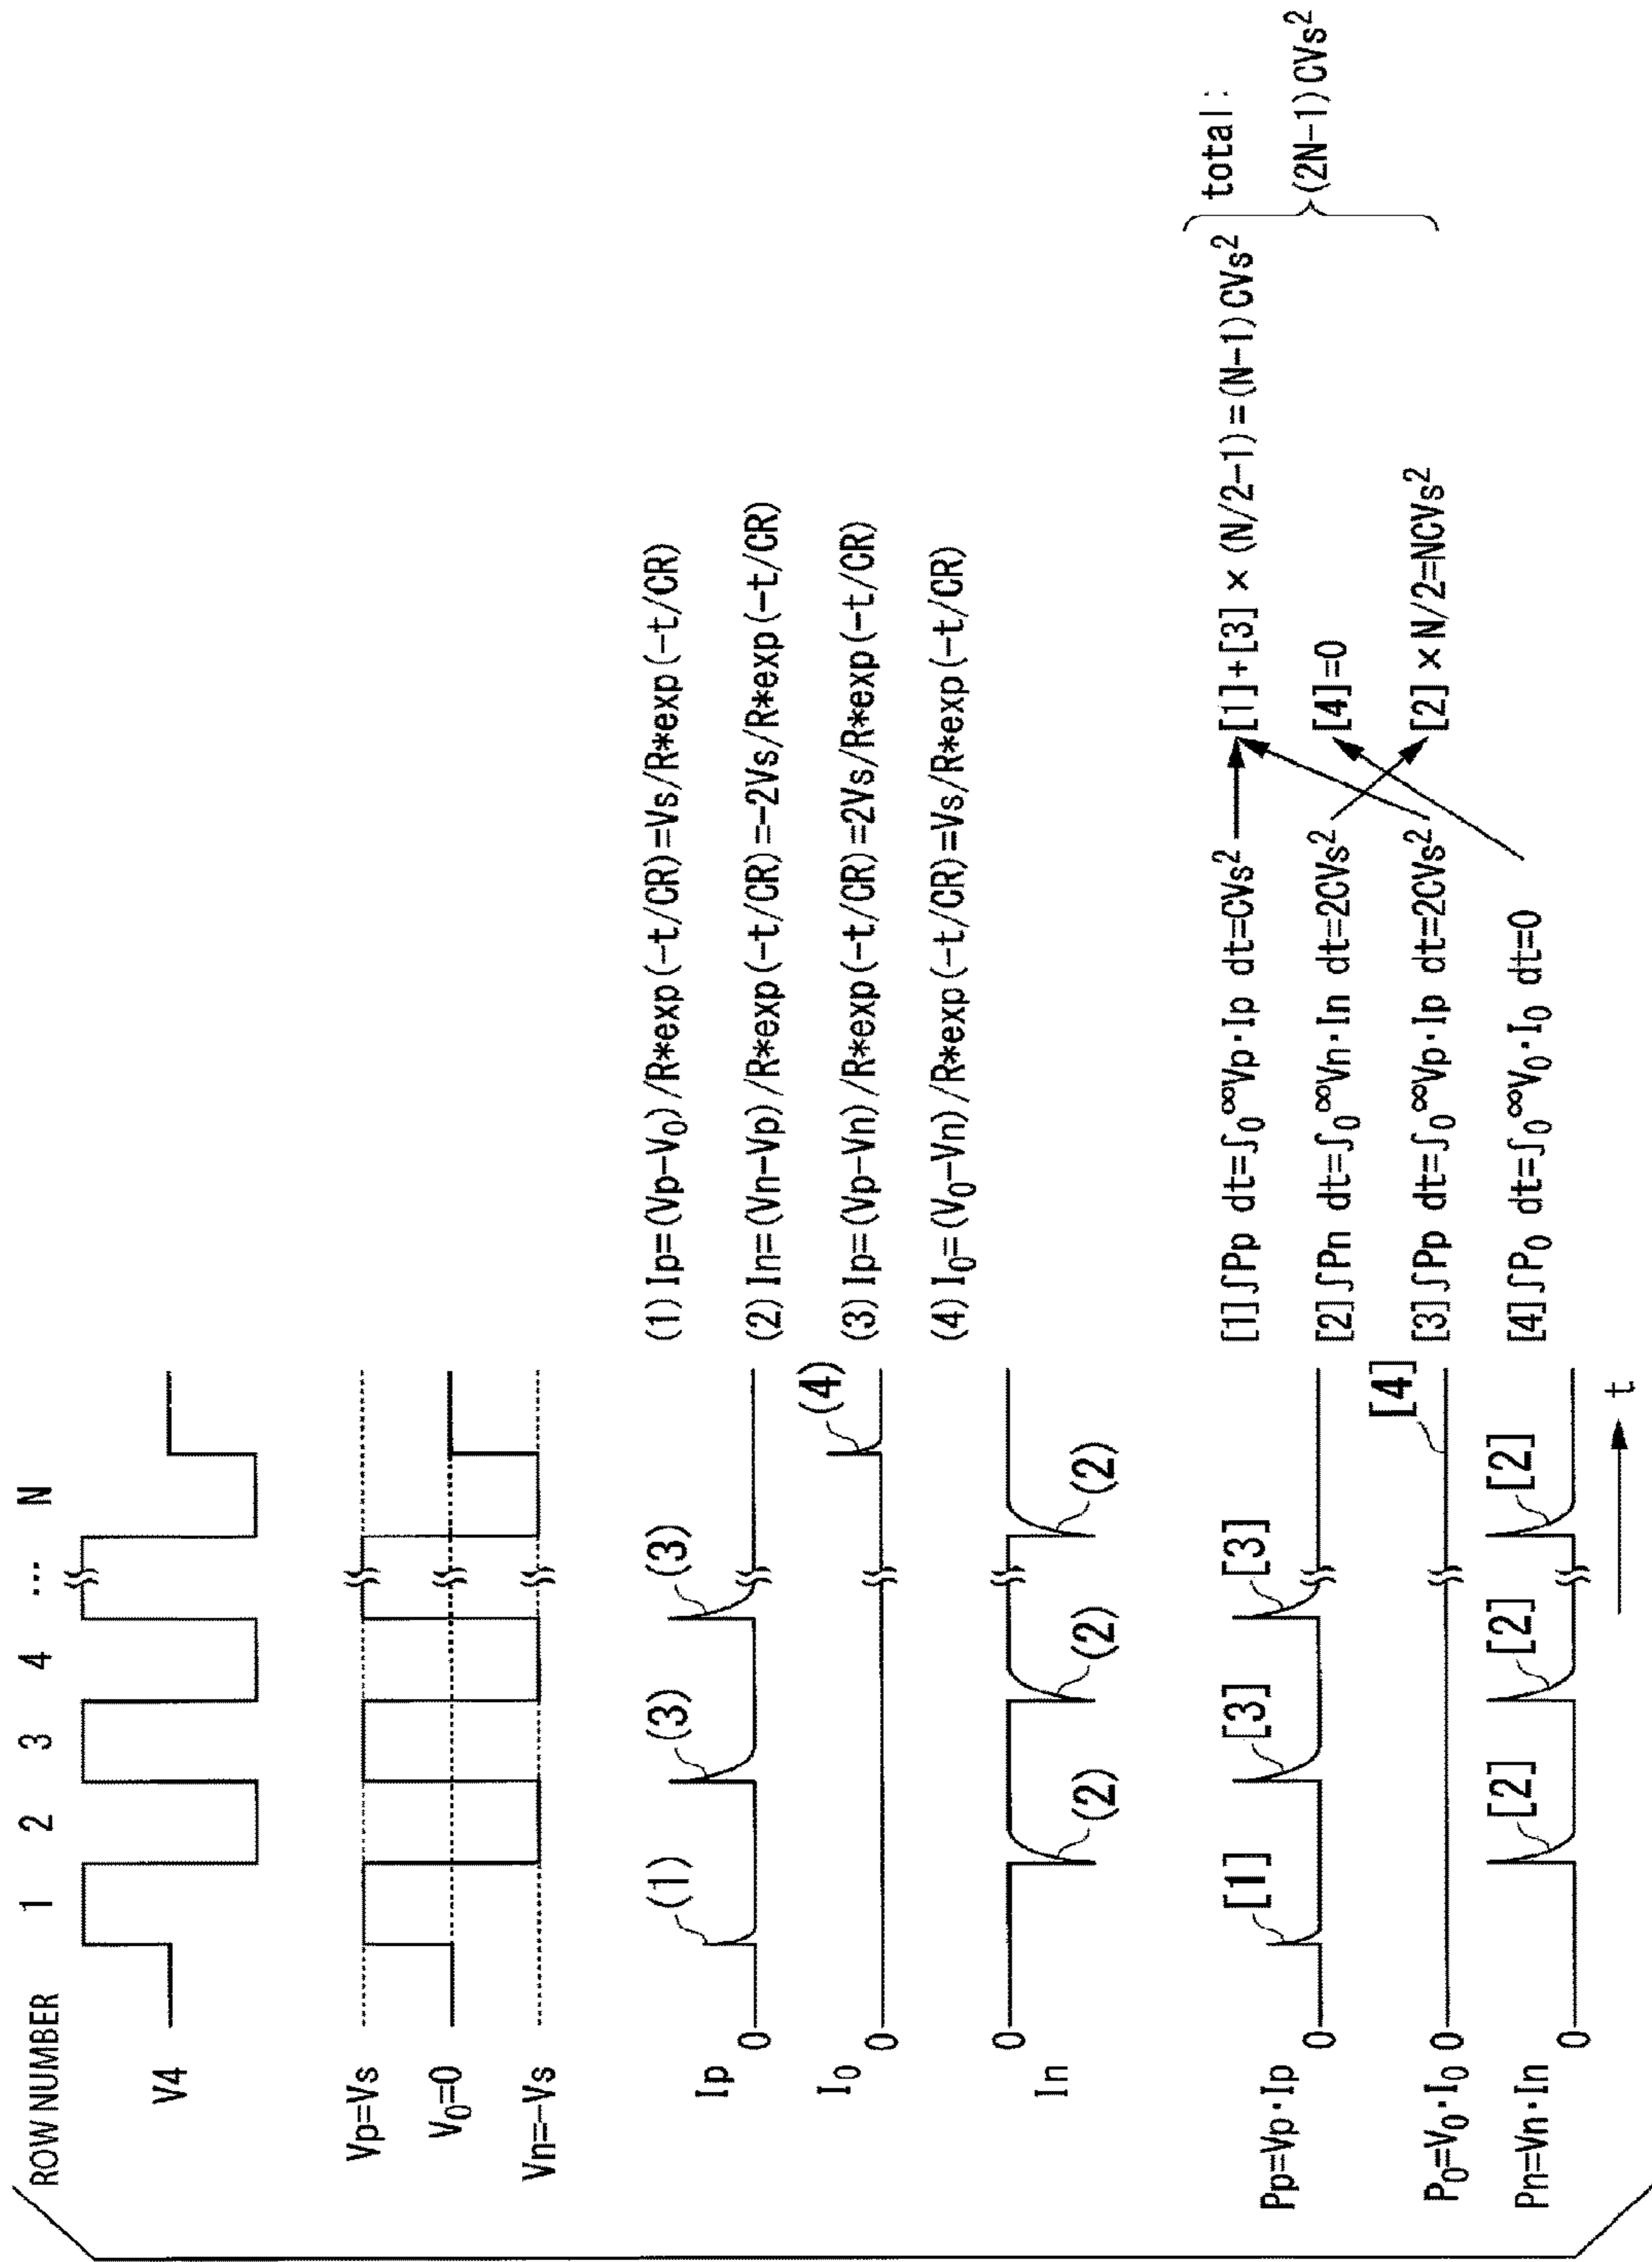 ROW NUMBER 1 2 3 4 ... N
V4
Vp=Vs
V₀=0
Vn=-Vs
Ip 0 (1) (3) (3)
I₀ 0 (4)
In 0 (2) (2) (2)
(1) Ip=(Vp-V₀)/R*exp(-t/CR)=Vs/R*exp(-t/CR)
(2) In=(Vn-Vp)/R*exp(-t/CR)=-2Vs/R*exp(-t/CR)
(3) Ip=(Vp-Vn)/R*exp(-t/CR)=2Vs/R*exp(-t/CR)
(4) I₀=(V₀-Vn)/R*exp(-t/CR)=Vs/R*exp(-t/CR)
Pp=Vp·Ip 0 [1] [3] [3]
P₀=V₀·I₀ 0 [4]
Pn=Vn·In 0 [2] [2] [2]
t
[1]∫Pp dt=∫₀^∞Vp·Ip dt=CVs²
[2]∫Pn dt=∫₀^∞Vn·In dt=2CVs²
[3]∫Pp dt=∫₀^∞Vp·Ip dt=2CVs²
[4]∫P₀ dt=∫₀^∞V₀·I₀ dt=0
[1]+[3]×(N/2-1)=(N-1)CVs²
[4]=0
[2]×N/2=NCVs²
total:
(2N-1)CVs²